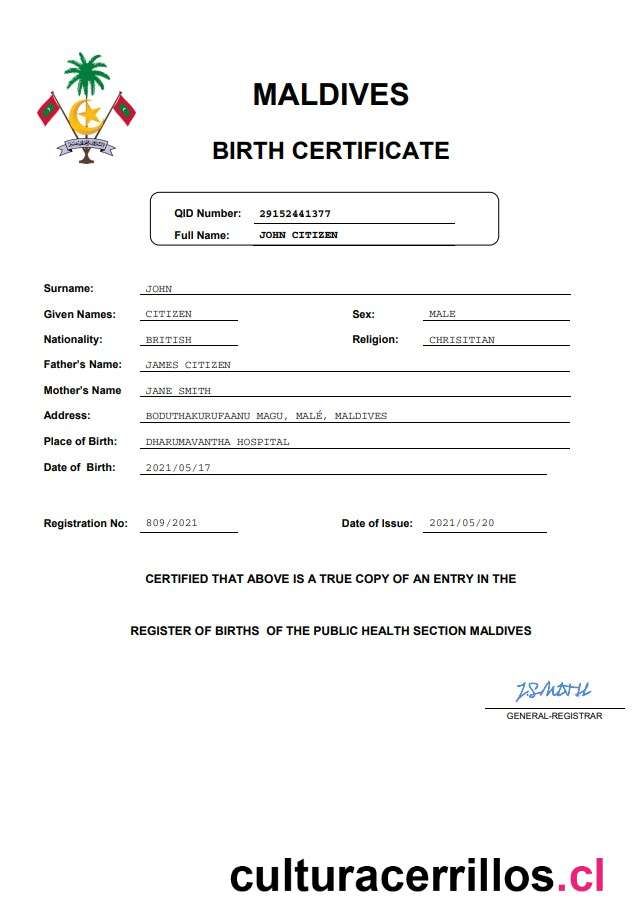 MALDIVES
BIRTH CERTIFICATE
QID Number: 29152441377
Full Name: JOHN CITIZEN
Surname: JOHN
Given Names: CITIZEN Sex: MALE
Nationality: BRITISH Religion: CHRISITIAN
Father's Name: JAMES CITIZEN
Mother's Name JANE SMITH
Address: BODUTHAKURUFAANU MAGU, MALÉ, MALDIVES
Place of Birth: DHARUMAVANTHA HOSPITAL
Date of Birth: 2021/05/17
Registration No: 809/2021 Date of Issue: 2021/05/20
CERTIFIED THAT ABOVE IS A TRUE COPY OF AN ENTRY IN THE
REGISTER OF BIRTHS OF THE PUBLIC HEALTH SECTION MALDIVES
J.SMITH
GENERAL-REGISTRAR
culturacerrillos.cl